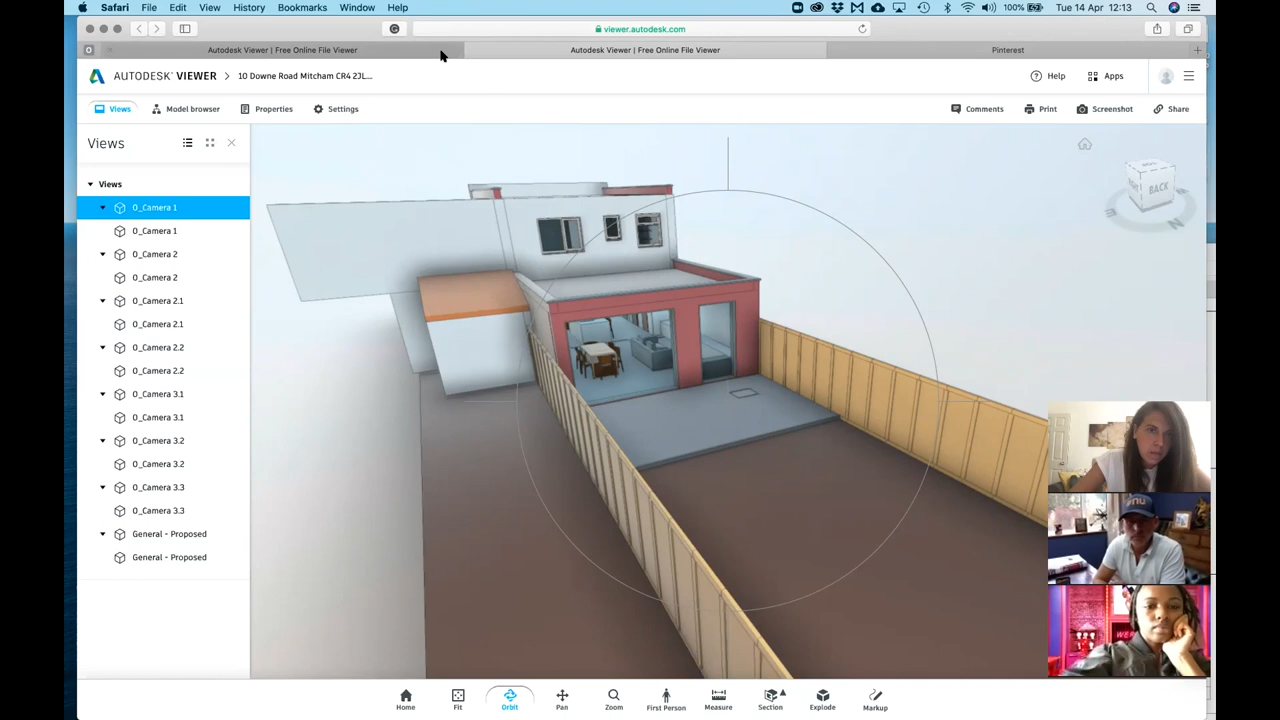 Safari File Edit View History Bookmarks Window Help 100% Tue 14 Apr 12:13
viewer.autodesk.com
Autodesk Viewer | Free Online File Viewer Autodesk Viewer | Free Online File Viewer Pinterest
AUTODESK VIEWER 10 Downe Road Mitcham CR4 2JL... Help Apps
Views Model browser Properties Settings Comments Print Screenshot Share
Views
Views
0_Camera 1
0_Camera 1
0_Camera 2
0_Camera 2
0_Camera 2.1
0_Camera 2.1
0_Camera 2.2
0_Camera 2.2
0_Camera 3.1
0_Camera 3.1
0_Camera 3.2
0_Camera 3.2
0_Camera 3.3
0_Camera 3.3
General - Proposed
General - Proposed
BACK
Home Fit Orbit Pan Zoom First Person Measure Section Explode Markup